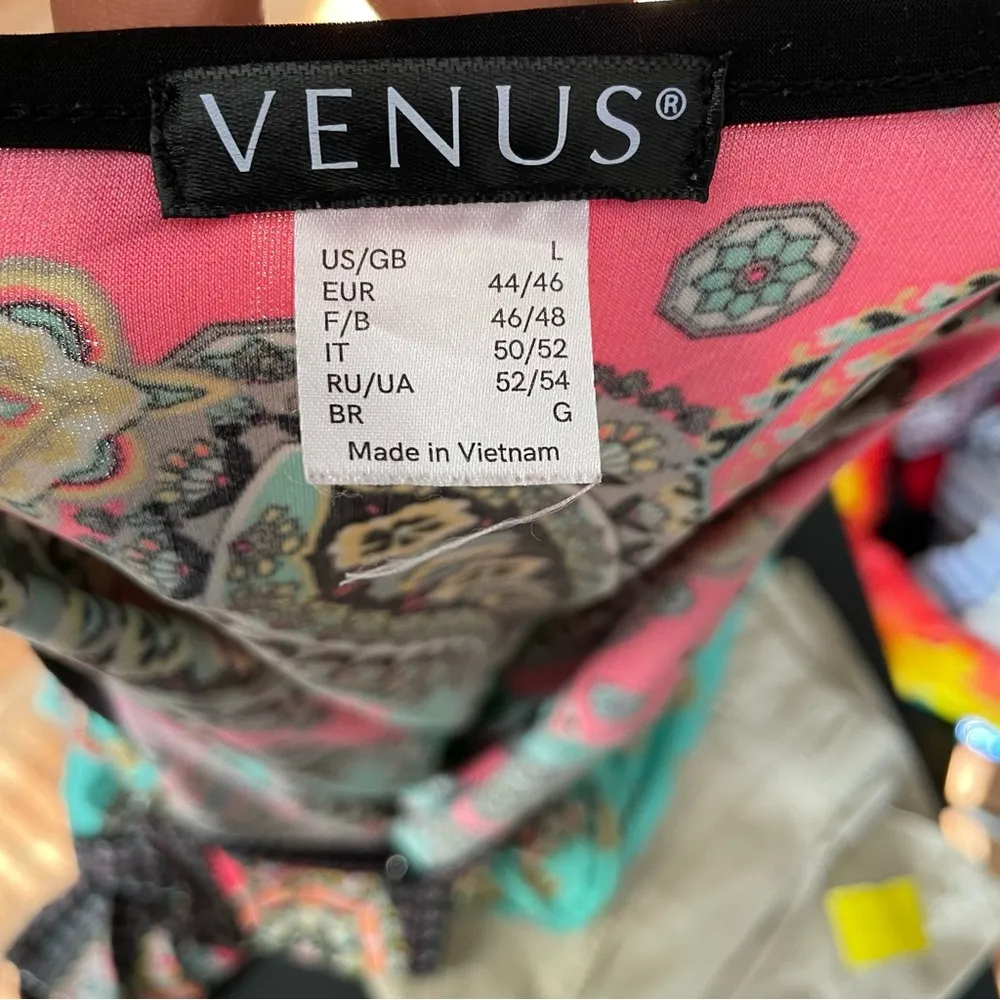 VENUS®
US/GB L
EUR 44/46
F/B 46/48
IT 50/52
RU/UA 52/54
BR G
Made in Vietnam